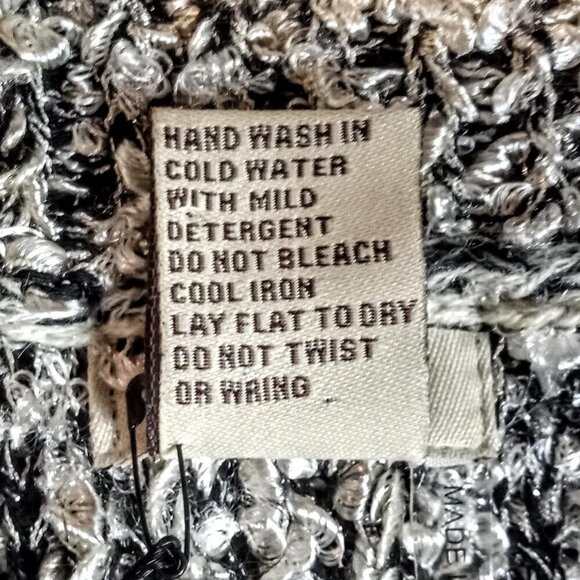 HAND WASH IN
COLD WATER
WITH MILD
DETERGENT
DO NOT BLEACH
COOL IRON
LAY FLAT TO DRY
DO NOT TWIST
OR WRING .
MADE